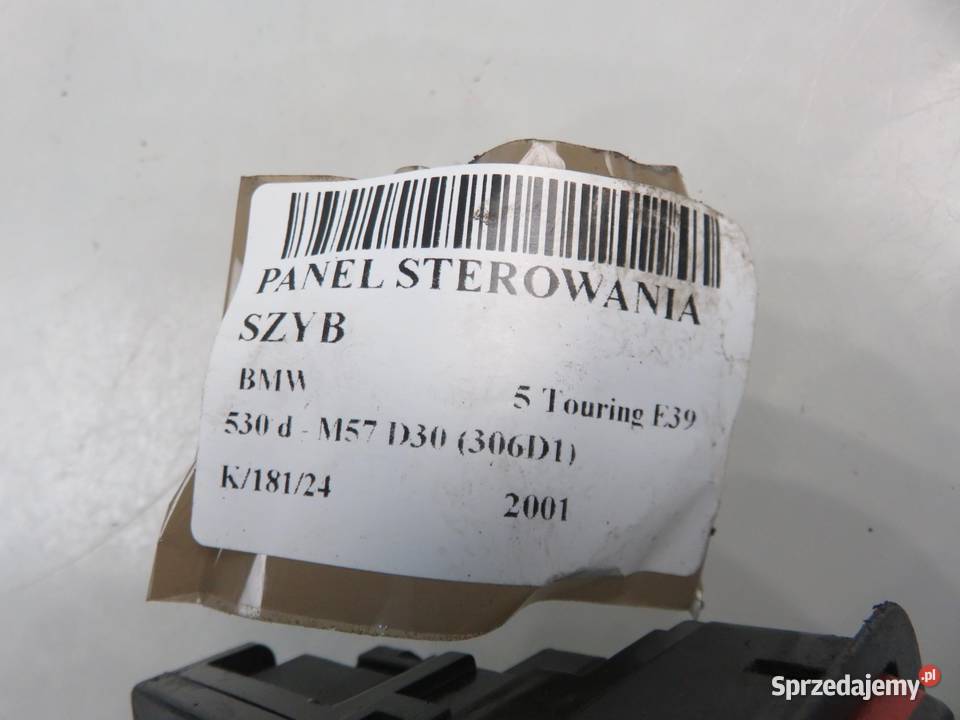 PANEL STEROWANIA
SZYB
BMW 5 Touring E39
530 d - M57 D30 (306D1)
K/181/24 2001
Sprzedajemy.pl